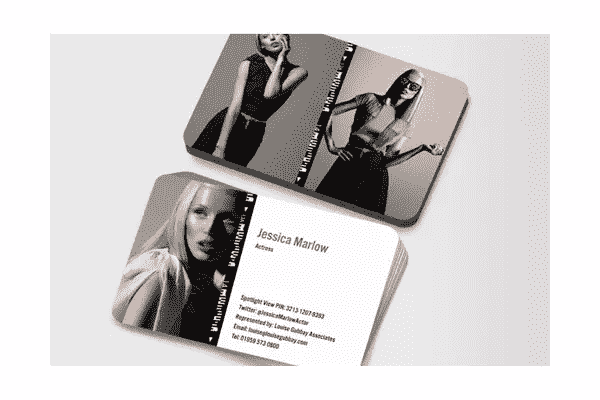 Jessica Marlow
Actress
Spotlight View PIN: 3213-1207-9393
Twitter: @JessicaMarlowActor
Represented by: Louise Gubbay Associates
Email: louise@louisegubbay.com
Tel: 01959 573 0800